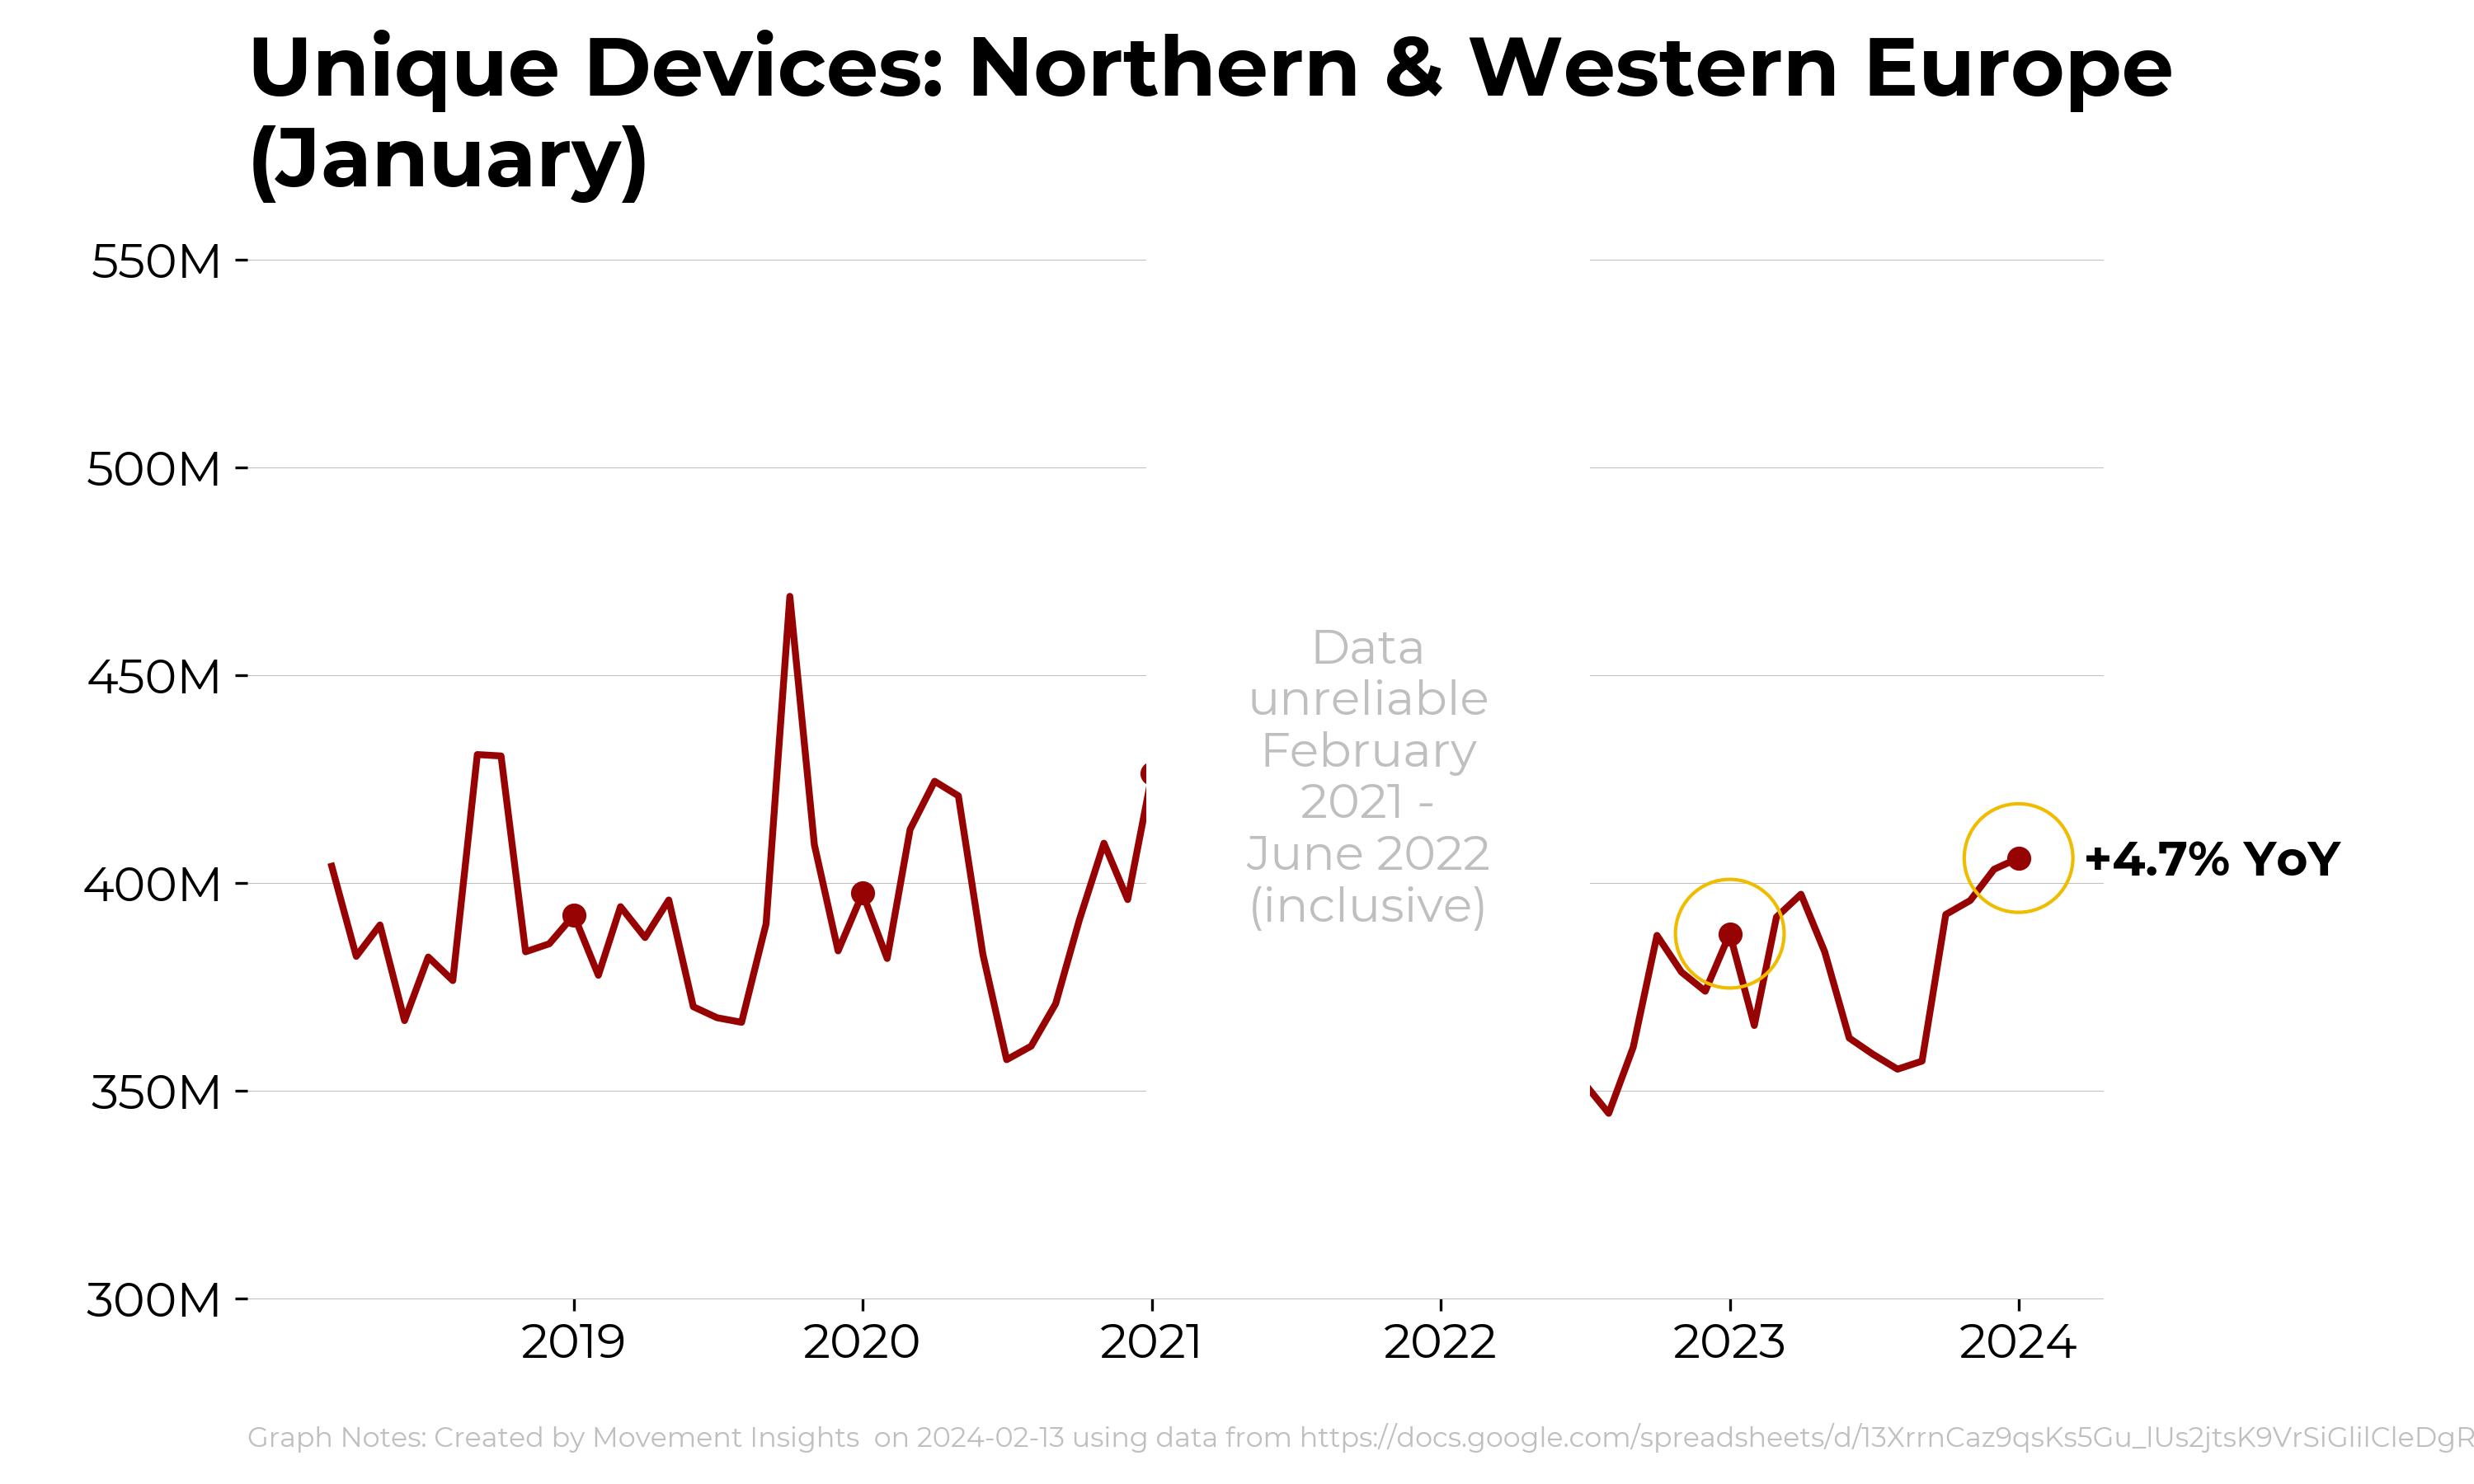 Unique Devices: Northern & Western Europe
(January)
550M
500M
450M
400M
350M
300M
Data
unreliable
February
2021 -
June 2022
(inclusive)
+4.7% YoY
2019
2020
2021
2022
2023
2024
Graph Notes: Created by Movement Insights on 2024-02-13 using data from https://docs.google.com/spreadsheets/d/13XrrnCaz9qsKs5Gu_IUs2jtsK9VrSiGlilCleDgR